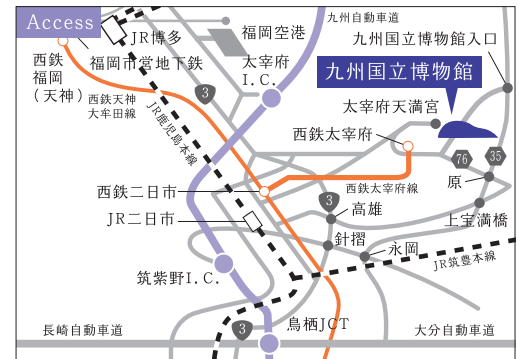 Access
九州自動車道
JR博多
福岡空港
九州国立博物館入口
西鉄
福岡
(天神)
福岡市営地下鉄
太宰府
I.C.
九州国立博物館
西鉄天神
大牟田線
3
太宰府天満宮
JR鹿児島本線
西鉄太宰府
76
35
原
西鉄二日市
西鉄太宰府線
3
高雄
JR二日市
上宝満橋
針摺
永岡
JR筑豊本線
筑紫野I.C.
3
鳥栖JCT
長崎自動車道
大分自動車道